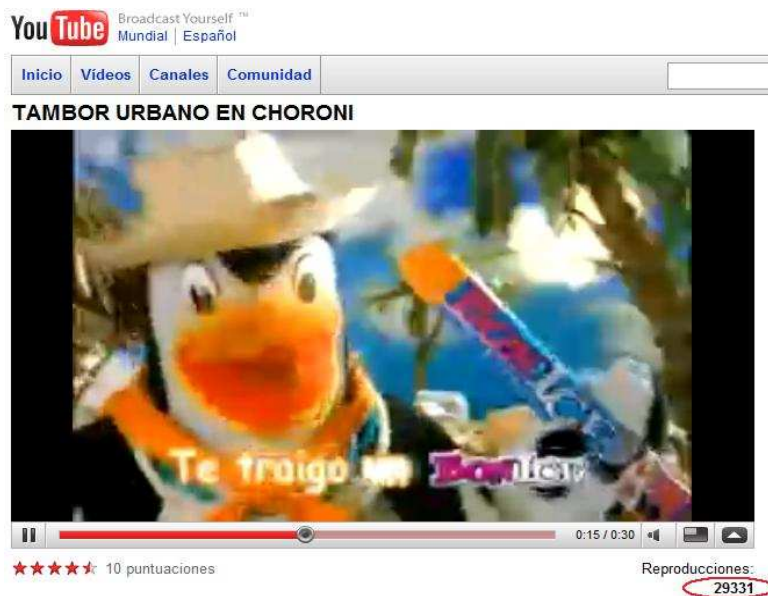 You Tube Broadcast Yourself ™
Mundial | Español
Inicio Vídeos Canales Comunidad
TAMBOR URBANO EN CHORONI
Te traigo un
0:15 / 0:30
10 puntuaciones
Reproducciones:
29331